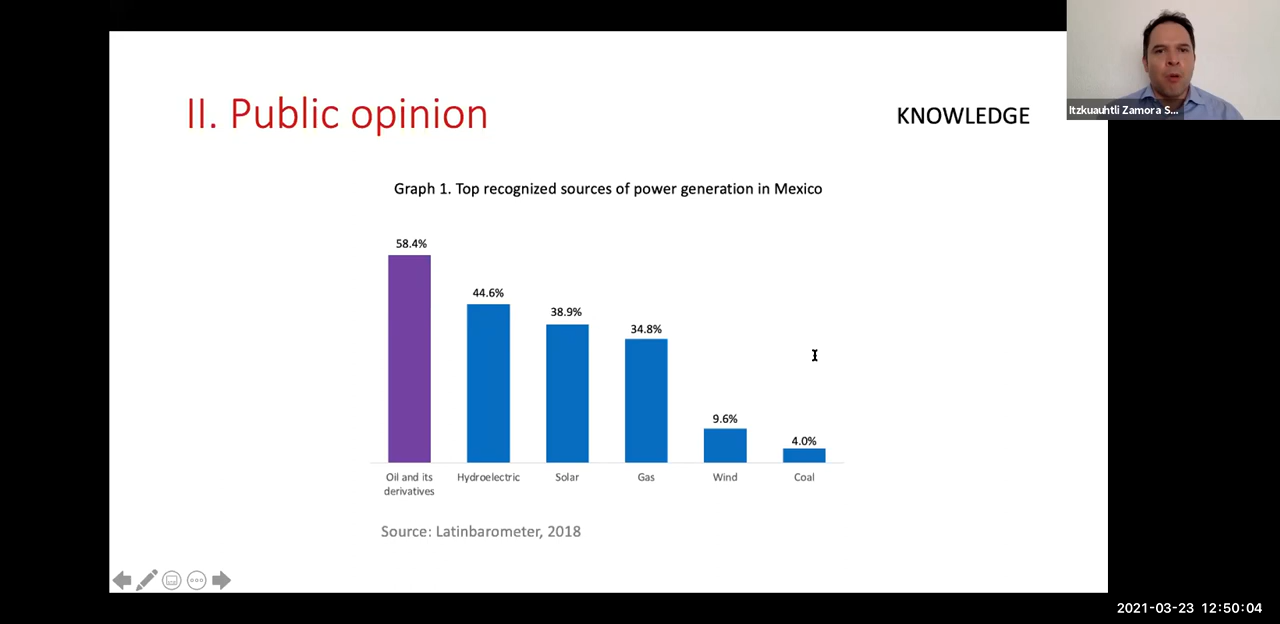 II. Public opinion
KNOWLEDGE
Itzkuauhtli Zamora S...
Graph 1. Top recognized sources of power generation in Mexico
58.4%
44.6%
38.9%
34.8%
9.6%
4.0%
Oil and its
derivatives
Hydroelectric
Solar
Gas
Wind
Coal
Source: Latinbarometer, 2018
2021-03-23 12:50:04